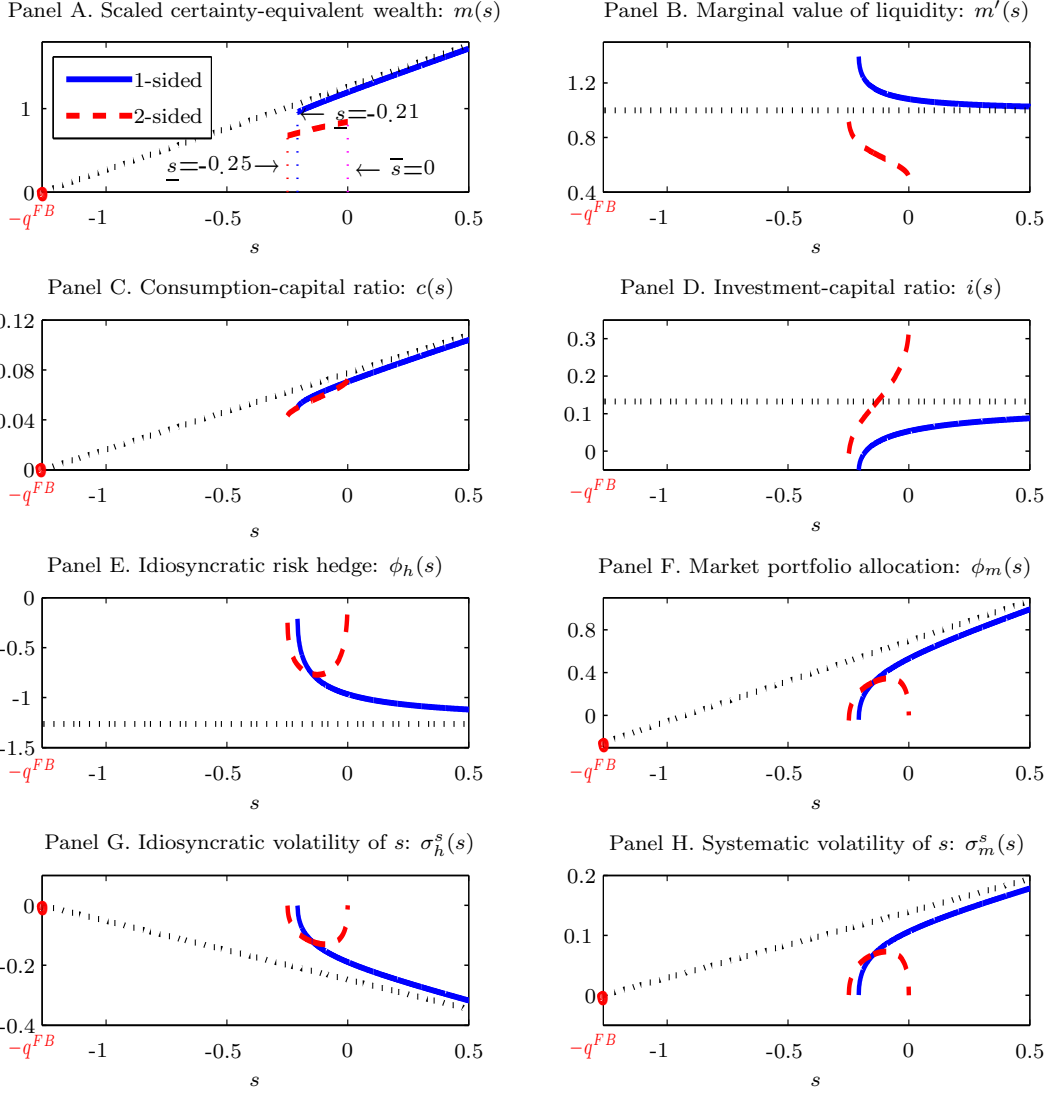 Panel A. Scaled certainty-equivalent wealth: m(s)
1-sided
2-sided
← s=-0.21
s=-0.25→
← s̅=0
1
0
−q^FB
-1
-0.5
0
0.5
s
Panel B. Marginal value of liquidity: m′(s)
1.2
0.8
0.4
−q^FB
-1
-0.5
0
0.5
s
Panel C. Consumption-capital ratio: c(s)
0.12
0.08
0.04
0
−q^FB
-1
-0.5
0
0.5
s
Panel D. Investment-capital ratio: i(s)
0.3
0.2
0.1
0
−q^FB
-1
-0.5
0
0.5
s
Panel E. Idiosyncratic risk hedge: ϕ_h(s)
0
-0.5
-1
-1.5
−q^FB
-1
-0.5
0
0.5
s
Panel F. Market portfolio allocation: ϕ_m(s)
0.8
0.4
0
−q^FB
-1
-0.5
0
0.5
s
Panel G. Idiosyncratic volatility of s: σ_h^s(s)
0
-0.2
-0.4
−q^FB
-1
-0.5
0
0.5
s
Panel H. Systematic volatility of s: σ_m^s(s)
0.2
0.1
0
−q^FB
-1
-0.5
0
0.5
s